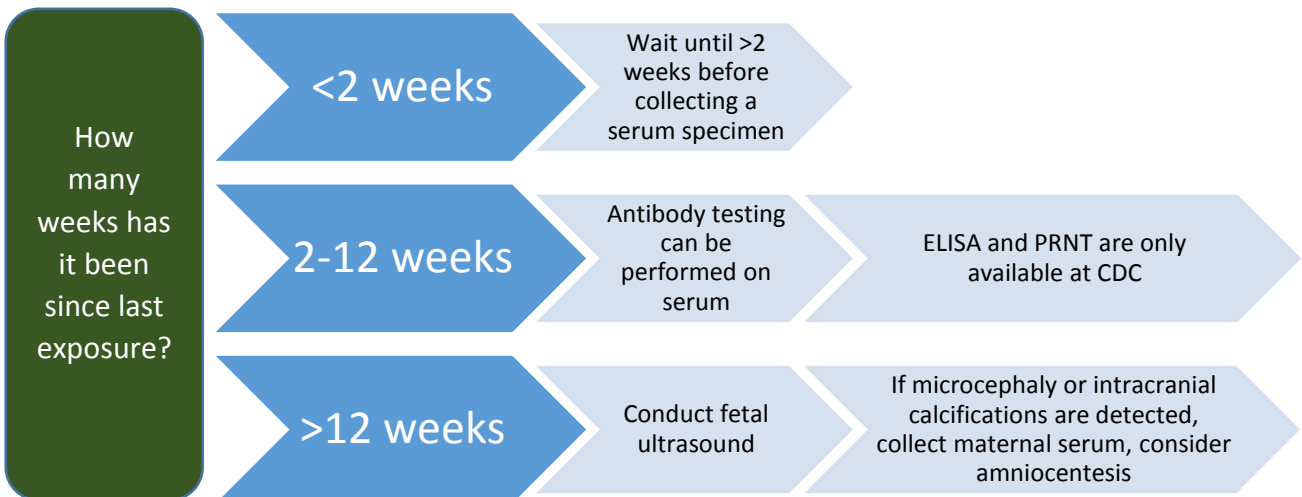 How
many
weeks has
it been
since last
exposure?
<2 weeks
Wait until >2
weeks before
collecting a
serum specimen
2-12 weeks
Antibody testing
can be
performed on
serum
ELISA and PRNT are only
available at CDC
>12 weeks
Conduct fetal
ultrasound
If microcephaly or intracranial
calcifications are detected,
collect maternal serum, consider
amniocentesis